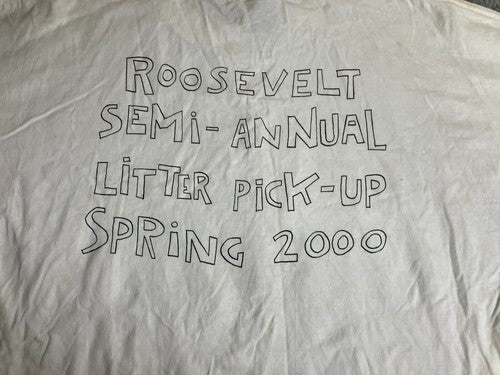 ROOSEVELT
SEMi-ANNUAL
LiTTER PiCK-UP
SPRiNG 2000